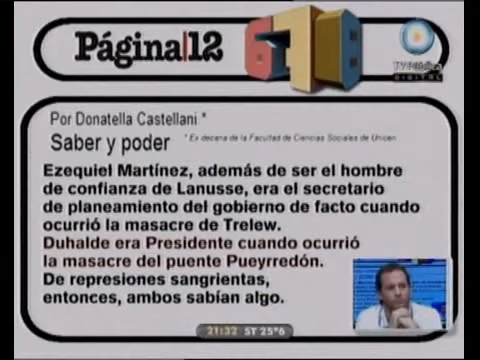 Página|12
678
TV Pública
DIGITAL
Por Donatella Castellani *
Saber y poder
* Ex decana de la Facultad de Ciencias Sociales de Unicen
Ezequiel Martínez, además de ser el hombre
de confianza de Lanusse, era el secretario
de planeamiento del gobierno de facto cuando
ocurrió la masacre de Trelew.
Duhalde era Presidente cuando ocurrió
la masacre del puente Pueyrredón.
De represiones sangrientas,
entonces, ambos sabían algo.
21:32 ST 25°6